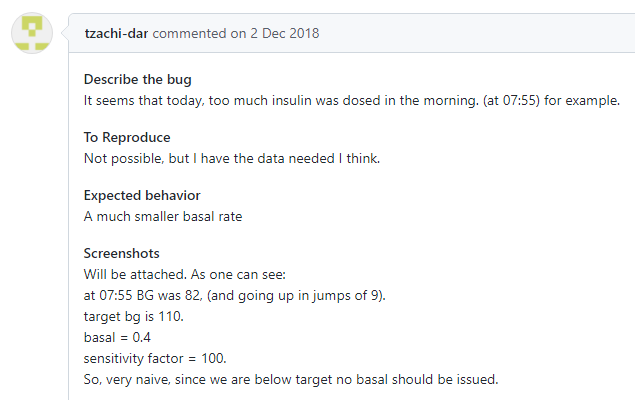 tzachi-dar commented on 2 Dec 2018
Describe the bug
It seems that today, too much insulin was dosed in the morning. (at 07:55) for example.
To Reproduce
Not possible, but I have the data needed I think.
Expected behavior
A much smaller basal rate
Screenshots
Will be attached. As one can see:
at 07:55 BG was 82, (and going up in jumps of 9).
target bg is 110.
basal = 0.4
sensitivity factor = 100.
So, very naive, since we are below target no basal should be issued.